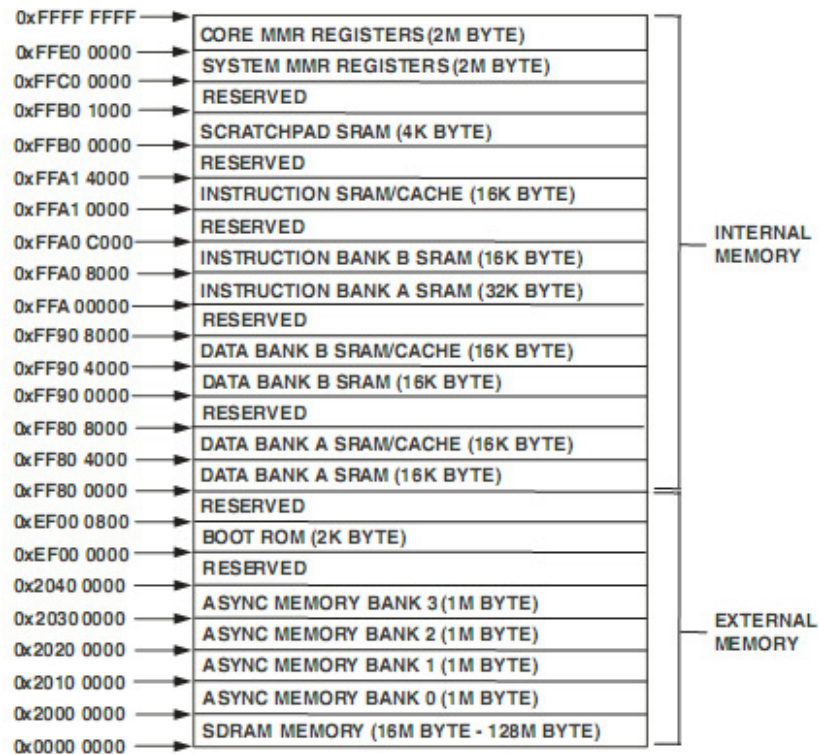 0xFFFF FFFF
CORE MMR REGISTERS (2M BYTE)
0xFFE0 0000
SYSTEM MMR REGISTERS (2M BYTE)
0xFFC0 0000
RESERVED
0xFFB0 1000
SCRATCHPAD SRAM (4K BYTE)
0xFFB0 0000
RESERVED
0xFFA1 4000
INSTRUCTION SRAM/CACHE (16K BYTE)
0xFFA1 0000
RESERVED
0xFFA0 C000
INSTRUCTION BANK B SRAM (16K BYTE)
0xFFA0 8000
INSTRUCTION BANK A SRAM (32K BYTE)
0xFFA 00000
RESERVED
0xFF90 8000
DATA BANK B SRAM/CACHE (16K BYTE)
0xFF90 4000
DATA BANK B SRAM (16K BYTE)
0xFF90 0000
RESERVED
0xFF80 8000
DATA BANK A SRAM/CACHE (16K BYTE)
0xFF80 4000
DATA BANK A SRAM (16K BYTE)
0xFF80 0000
RESERVED
0xEF00 0800
BOOT ROM (2K BYTE)
0xEF00 0000
RESERVED
0x2040 0000
ASYNC MEMORY BANK 3 (1M BYTE)
0x2030 0000
ASYNC MEMORY BANK 2 (1M BYTE)
0x2020 0000
ASYNC MEMORY BANK 1 (1M BYTE)
0x2010 0000
ASYNC MEMORY BANK 0 (1M BYTE)
0x2000 0000
SDRAM MEMORY (16M BYTE - 128M BYTE)
0x0000 0000
INTERNAL
MEMORY
EXTERNAL
MEMORY